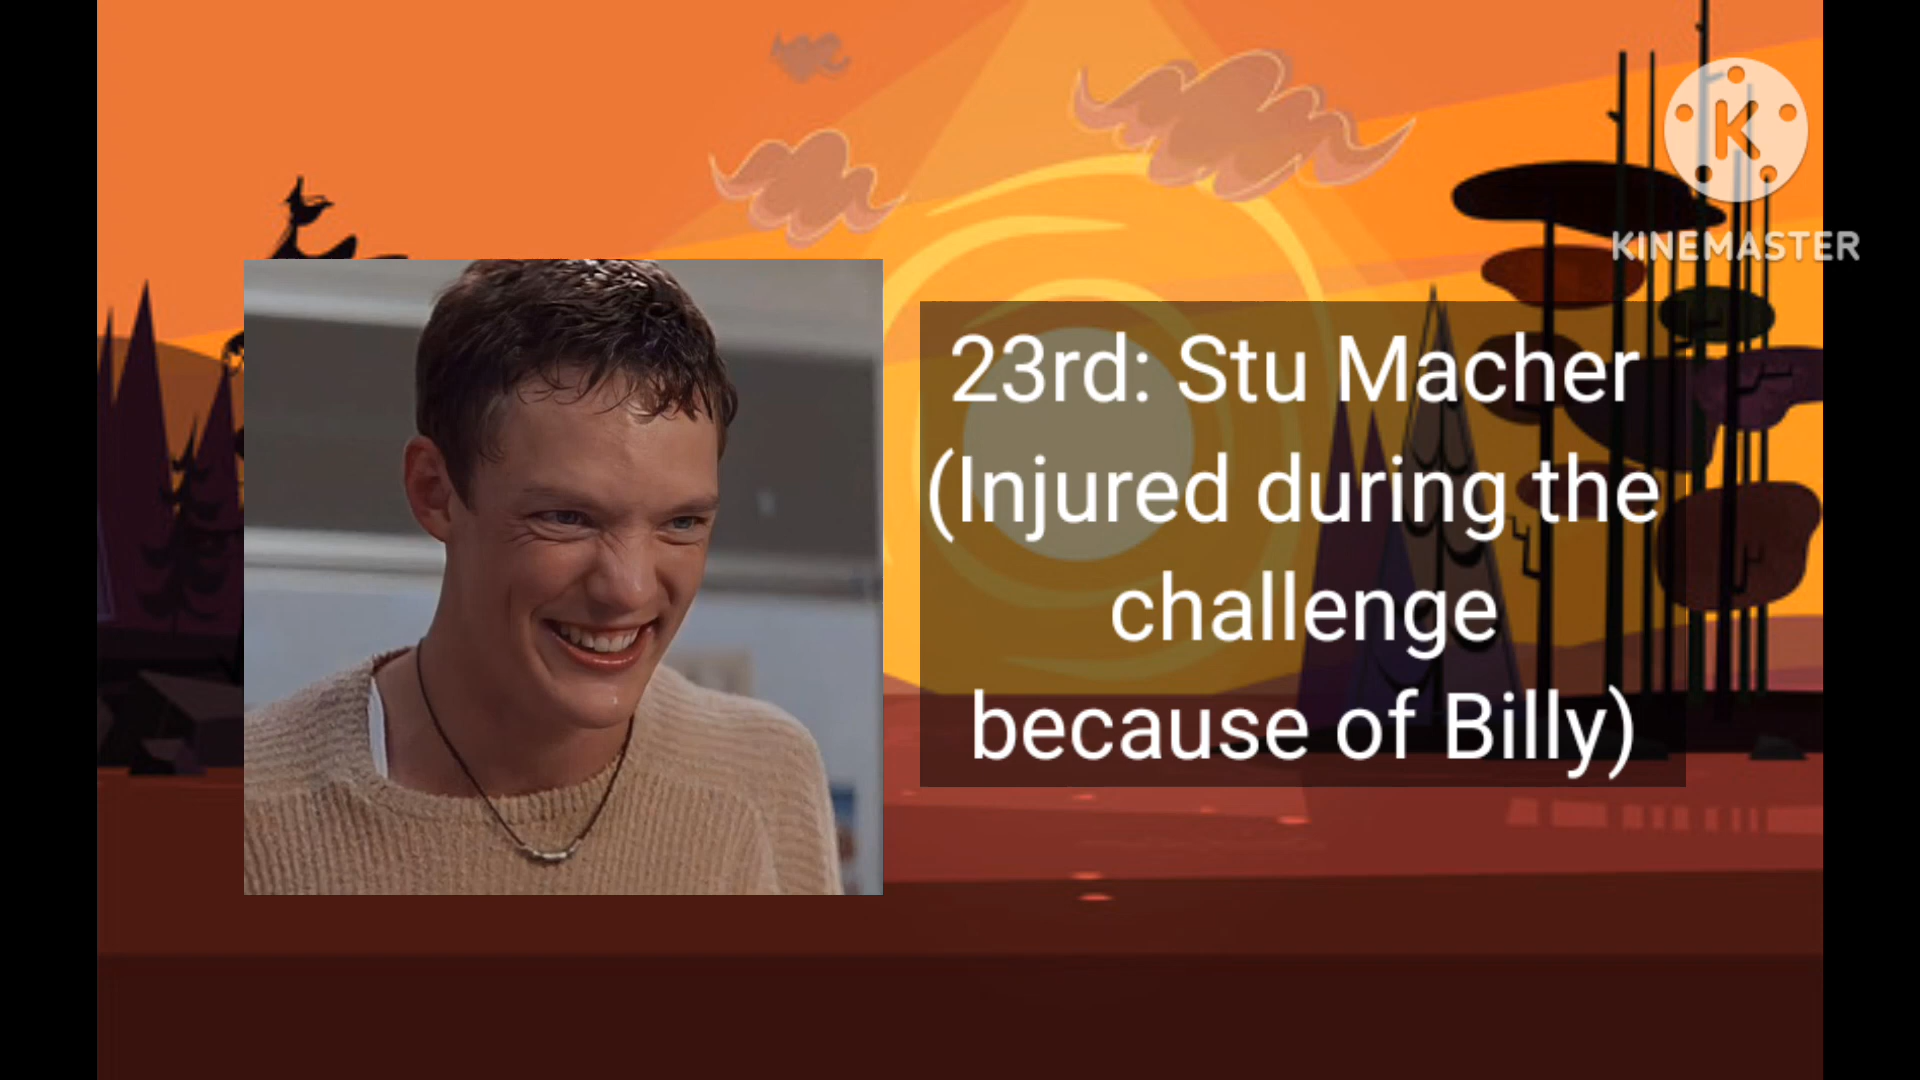 K
KINEMASTER
23rd: Stu Macher
(Injured during the
challenge
because of Billy)